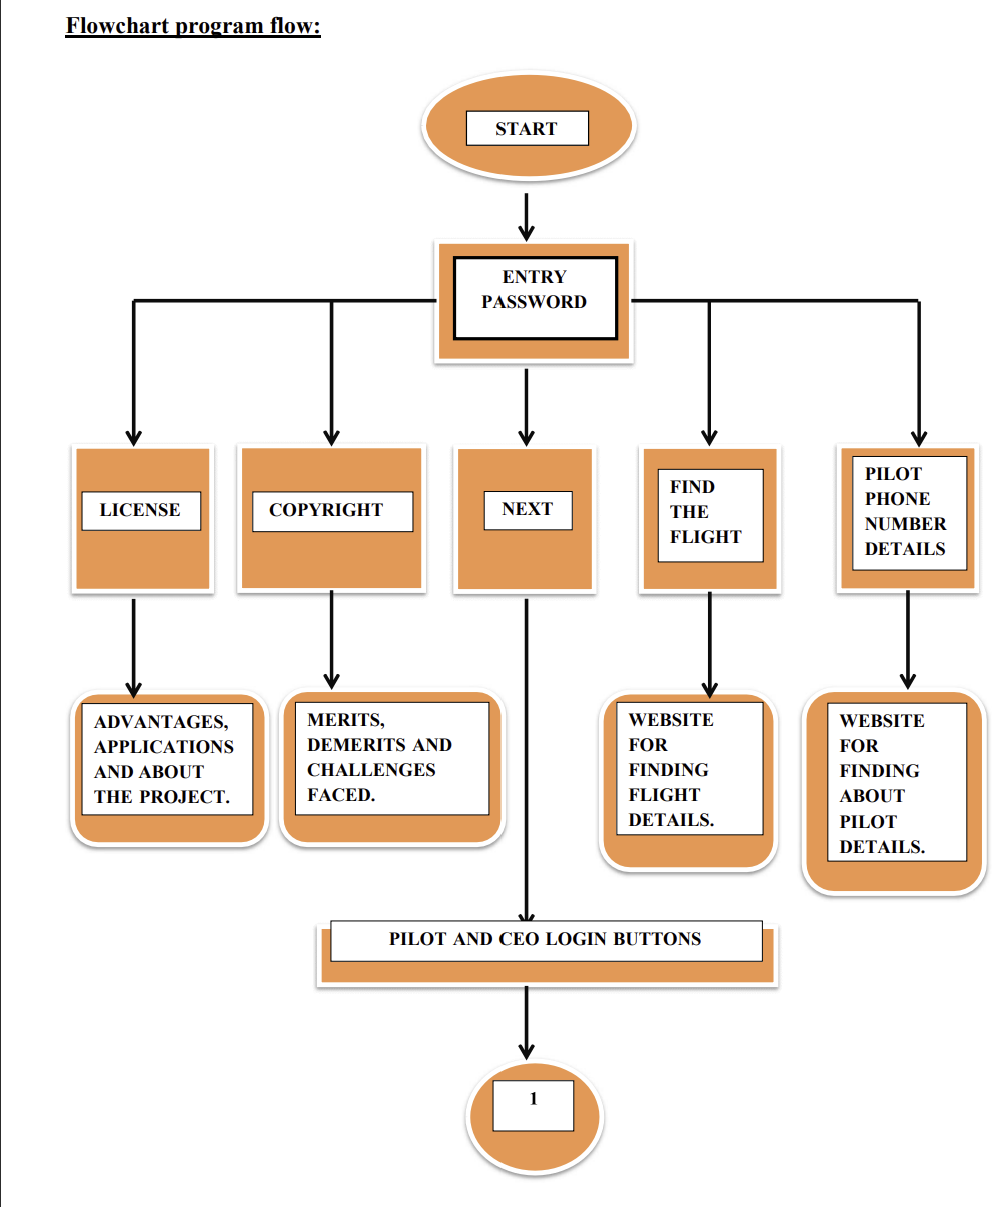 Flowchart program flow:
START
ENTRY
PASSWORD
LICENSE
COPYRIGHT
NEXT
FIND
THE
FLIGHT
PILOT
PHONE
NUMBER
DETAILS
ADVANTAGES,
APPLICATIONS
AND ABOUT
THE PROJECT.
MERITS,
DEMERITS AND
CHALLENGES
FACED.
WEBSITE
FOR
FINDING
FLIGHT
DETAILS.
WEBSITE
FOR
FINDING
ABOUT
PILOT
DETAILS.
PILOT AND CEO LOGIN BUTTONS
1